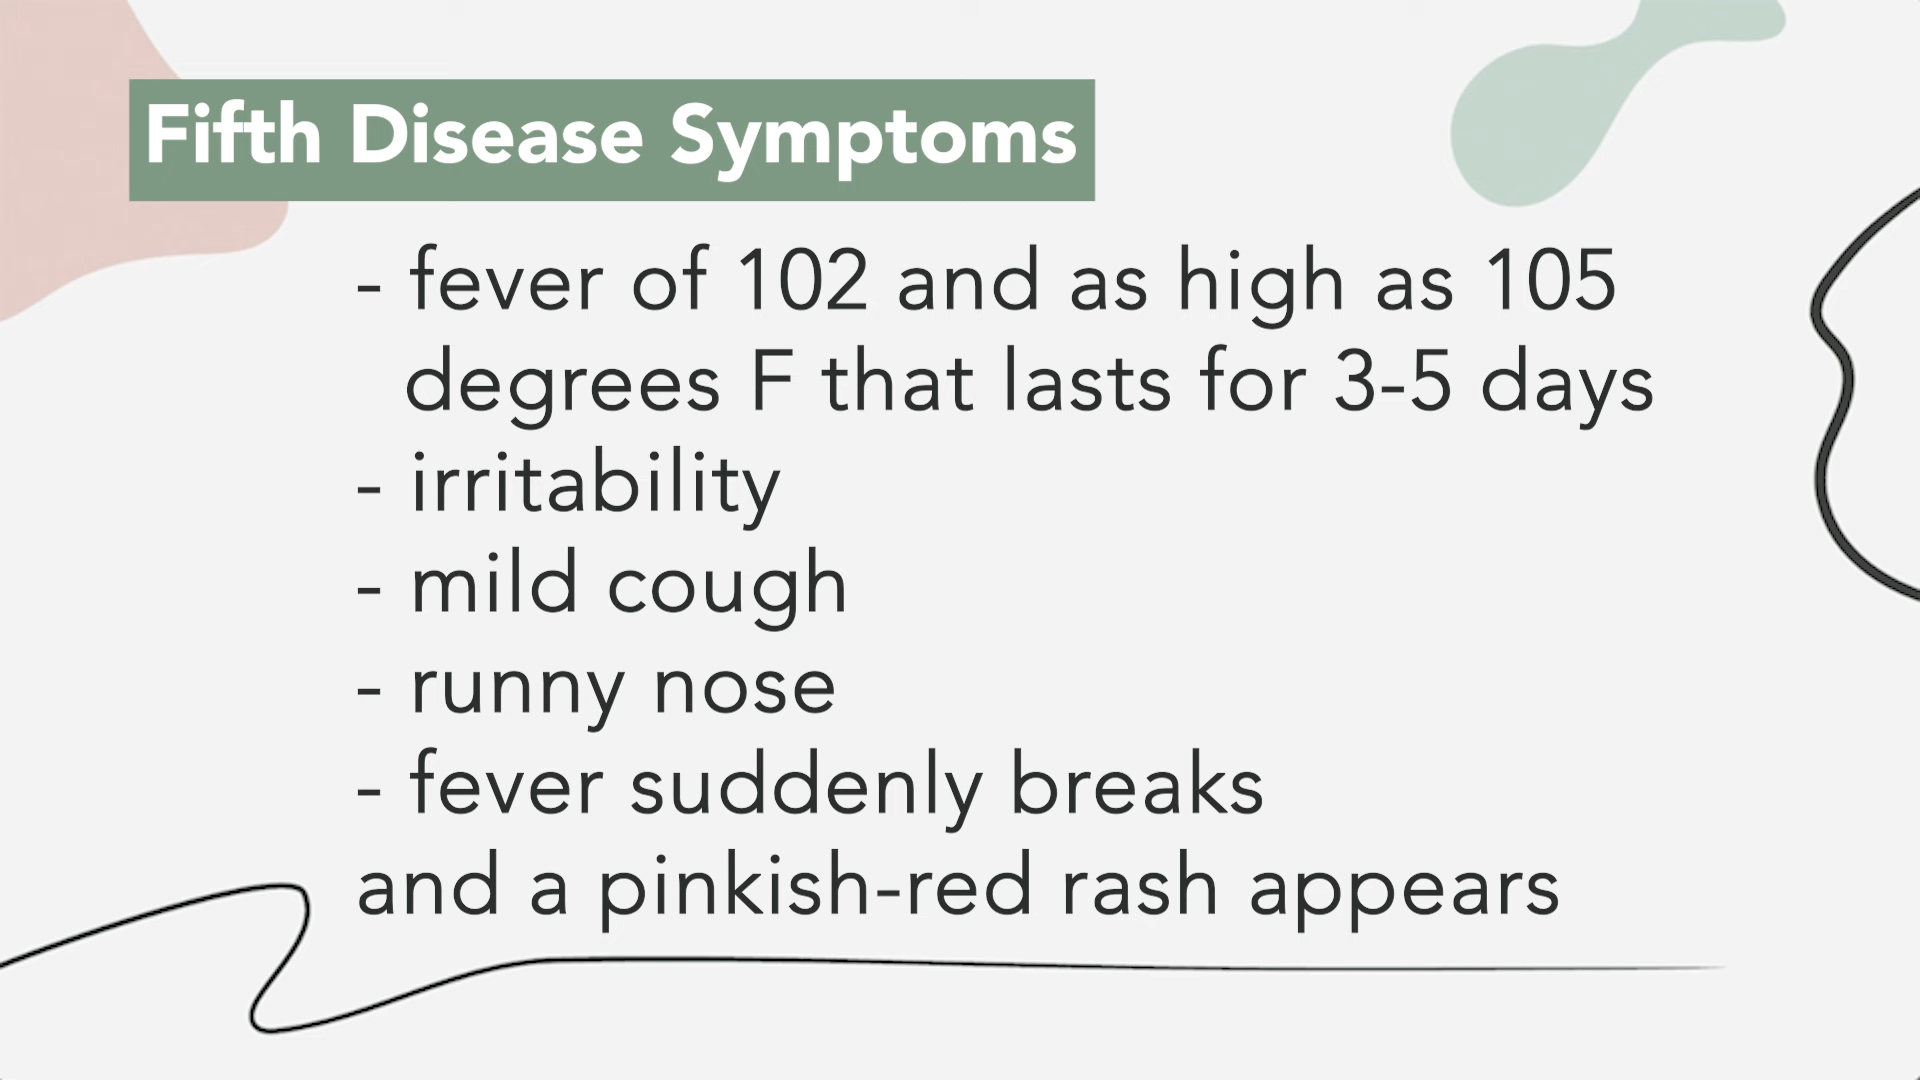 Fifth Disease Symptoms
- fever of 102 and as high as 105
degrees F that lasts for 3-5 days
- irritability
- mild cough
- runny nose
- fever suddenly breaks
and a pinkish-red rash appears